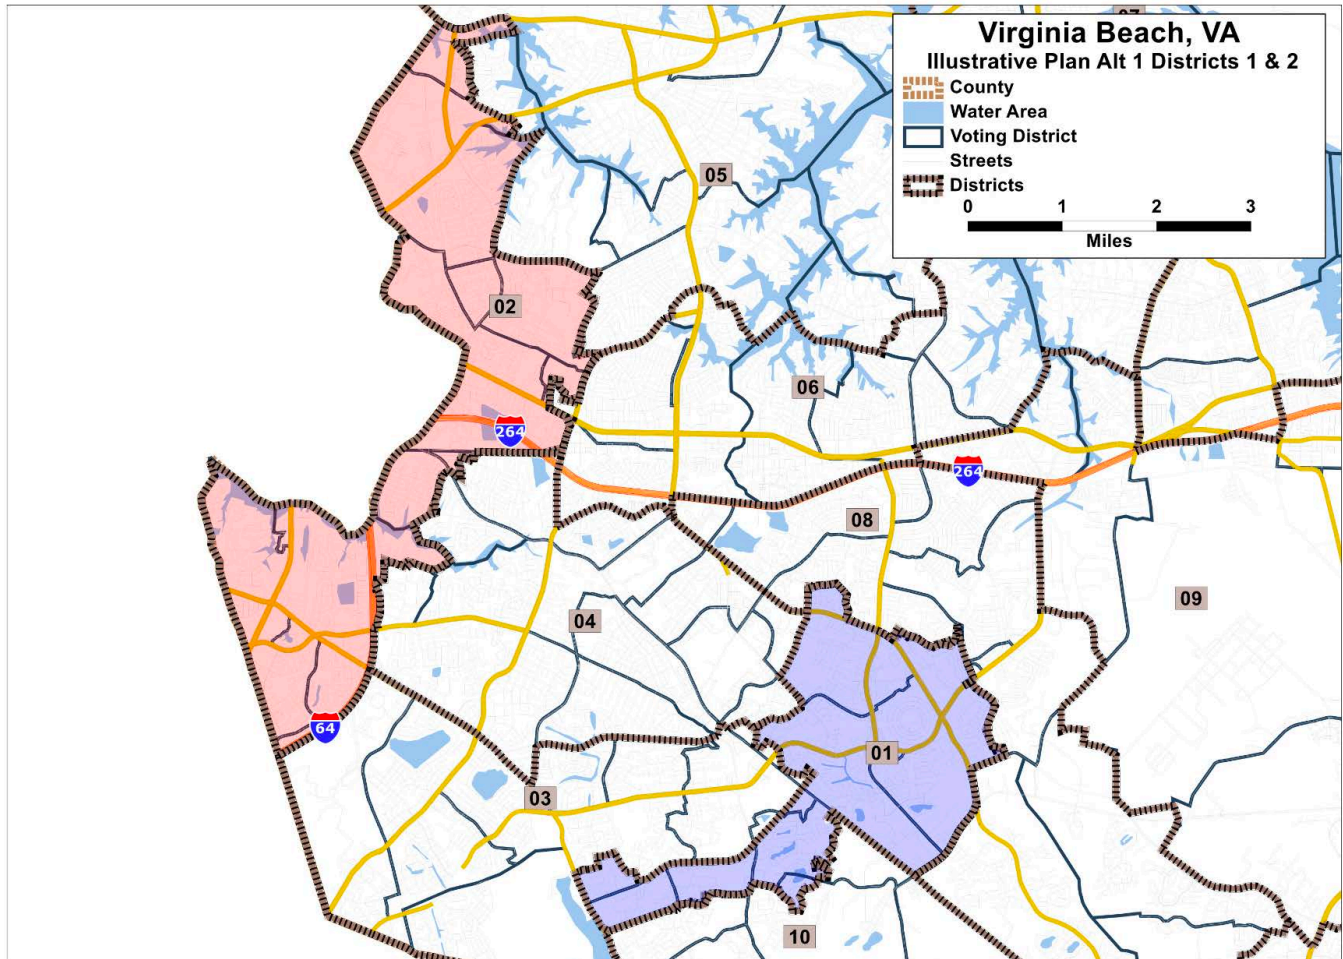 07
Virginia Beach, VA
Illustrative Plan Alt 1 Districts 1 & 2
County
Water Area
Voting District
Streets
Districts
0 1 2 3
Miles
05
02
06
264
264
08
09
04
64
01
03
10